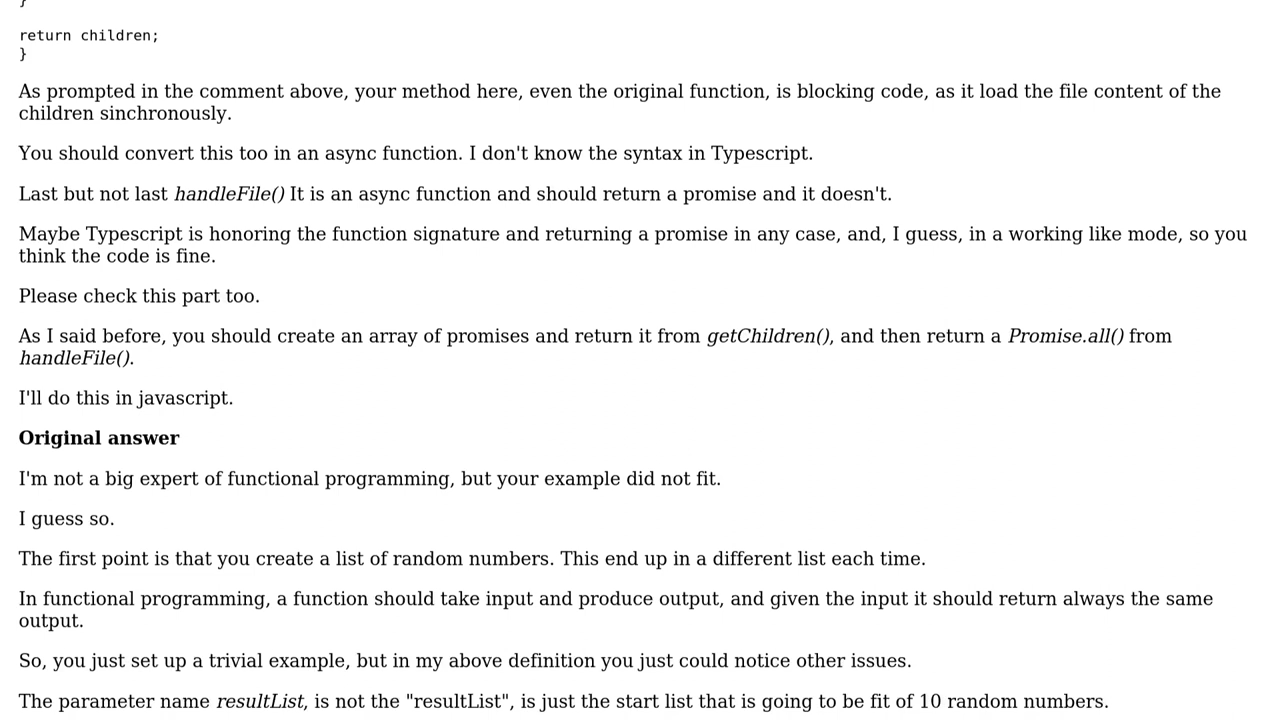 }
return children;
}
As prompted in the comment above, your method here, even the original function, is blocking code, as it load the file content of the
children sinchronously.
You should convert this too in an async function. I don't know the syntax in Typescript.
Last but not last handleFile() It is an async function and should return a promise and it doesn't.
Maybe Typescript is honoring the function signature and returning a promise in any case, and, I guess, in a working like mode, so you
think the code is fine.
Please check this part too.
As I said before, you should create an array of promises and return it from getChildren(), and then return a Promise.all() from
handleFile().
I'll do this in javascript.
Original answer
I'm not a big expert of functional programming, but your example did not fit.
I guess so.
The first point is that you create a list of random numbers. This end up in a different list each time.
In functional programming, a function should take input and produce output, and given the input it should return always the same
output.
So, you just set up a trivial example, but in my above definition you just could notice other issues.
The parameter name resultList, is not the "resultList", is just the start list that is going to be fit of 10 random numbers.